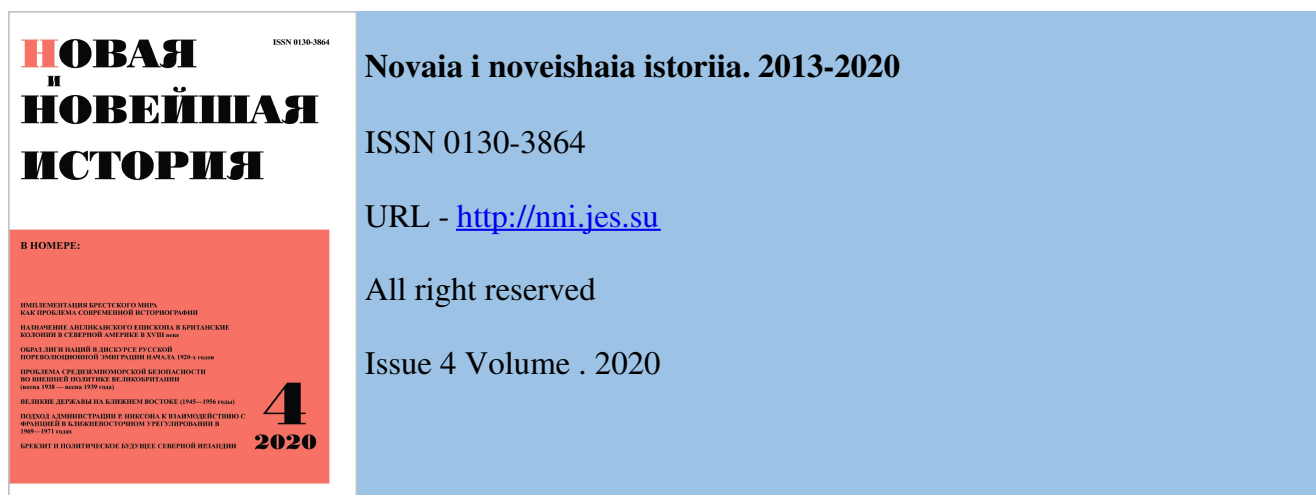 ISSN 0130-3864
НОВАЯ
И
НОВЕЙШАЯ
ИСТОРИЯ
В НОМЕРЕ:
ИМПЛЕМЕНТАЦИЯ БРЕСТСКОГО МИРА
КАК ПРОБЛЕМА СОВРЕМЕННОЙ ИСТОРИОГРАФИИ
НАЗНАЧЕНИЕ АНГЛИКАНСКОГО ЕПИСКОПА В БРИТАНСКИЕ
КОЛОНИИ В СЕВЕРНОЙ АМЕРИКЕ В XVIII веке
ОБРАЗ ЛИГИ НАЦИЙ В ДИСКУРСЕ РУССКОЙ
ПОРЕВОЛЮЦИОННОЙ ЭМИГРАЦИИ НАЧАЛА 1920-х годов
ПРОБЛЕМА СРЕДИЗЕМНОМОРСКОЙ БЕЗОПАСНОСТИ
ВО ВНЕШНЕЙ ПОЛИТИКЕ ВЕЛИКОБРИТАНИИ
(весна 1938 — весна 1939 года)
ВЕЛИКИЕ ДЕРЖАВЫ НА БЛИЖНЕМ ВОСТОКЕ (1945—1956 годы)
ПОДХОД АДМИНИСТРАЦИИ Р. НИКСОНА К ВЗАИМОДЕЙСТВИЮ С
ФРАНЦИЕЙ В БЛИЖНЕВОСТОЧНОМ УРЕГУЛИРОВАНИИ В
1969—1971 годах
БРЕКЗИТ И ПОЛИТИЧЕСКОЕ БУДУЩЕЕ СЕВЕРНОЙ ИРЛАНДИИ
4
2020
Novaia i noveishaia istoriia. 2013-2020
ISSN 0130-3864
URL - http://nni.jes.su
All right reserved
Issue 4 Volume . 2020